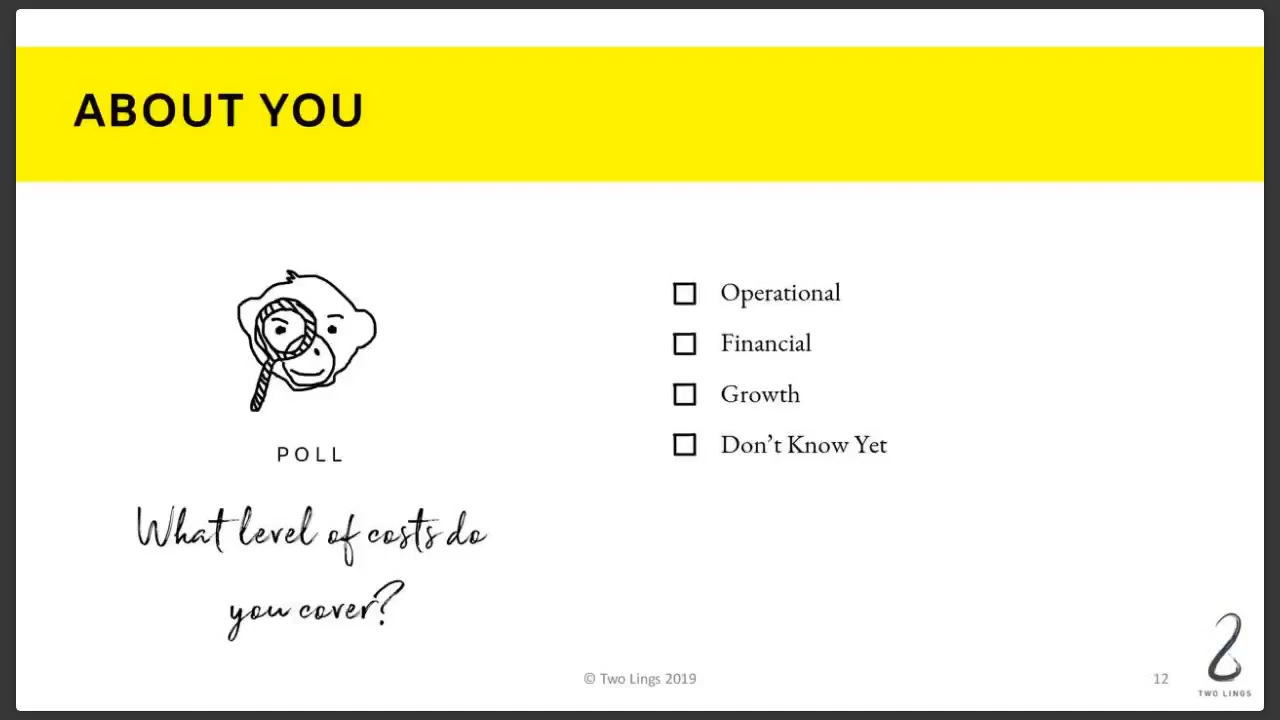 ABOUT YOU
POLL
What level of costs do
you cover?
Operational
Financial
Growth
Don’t Know Yet
© Two Lings 2019
12
TWO LINGS